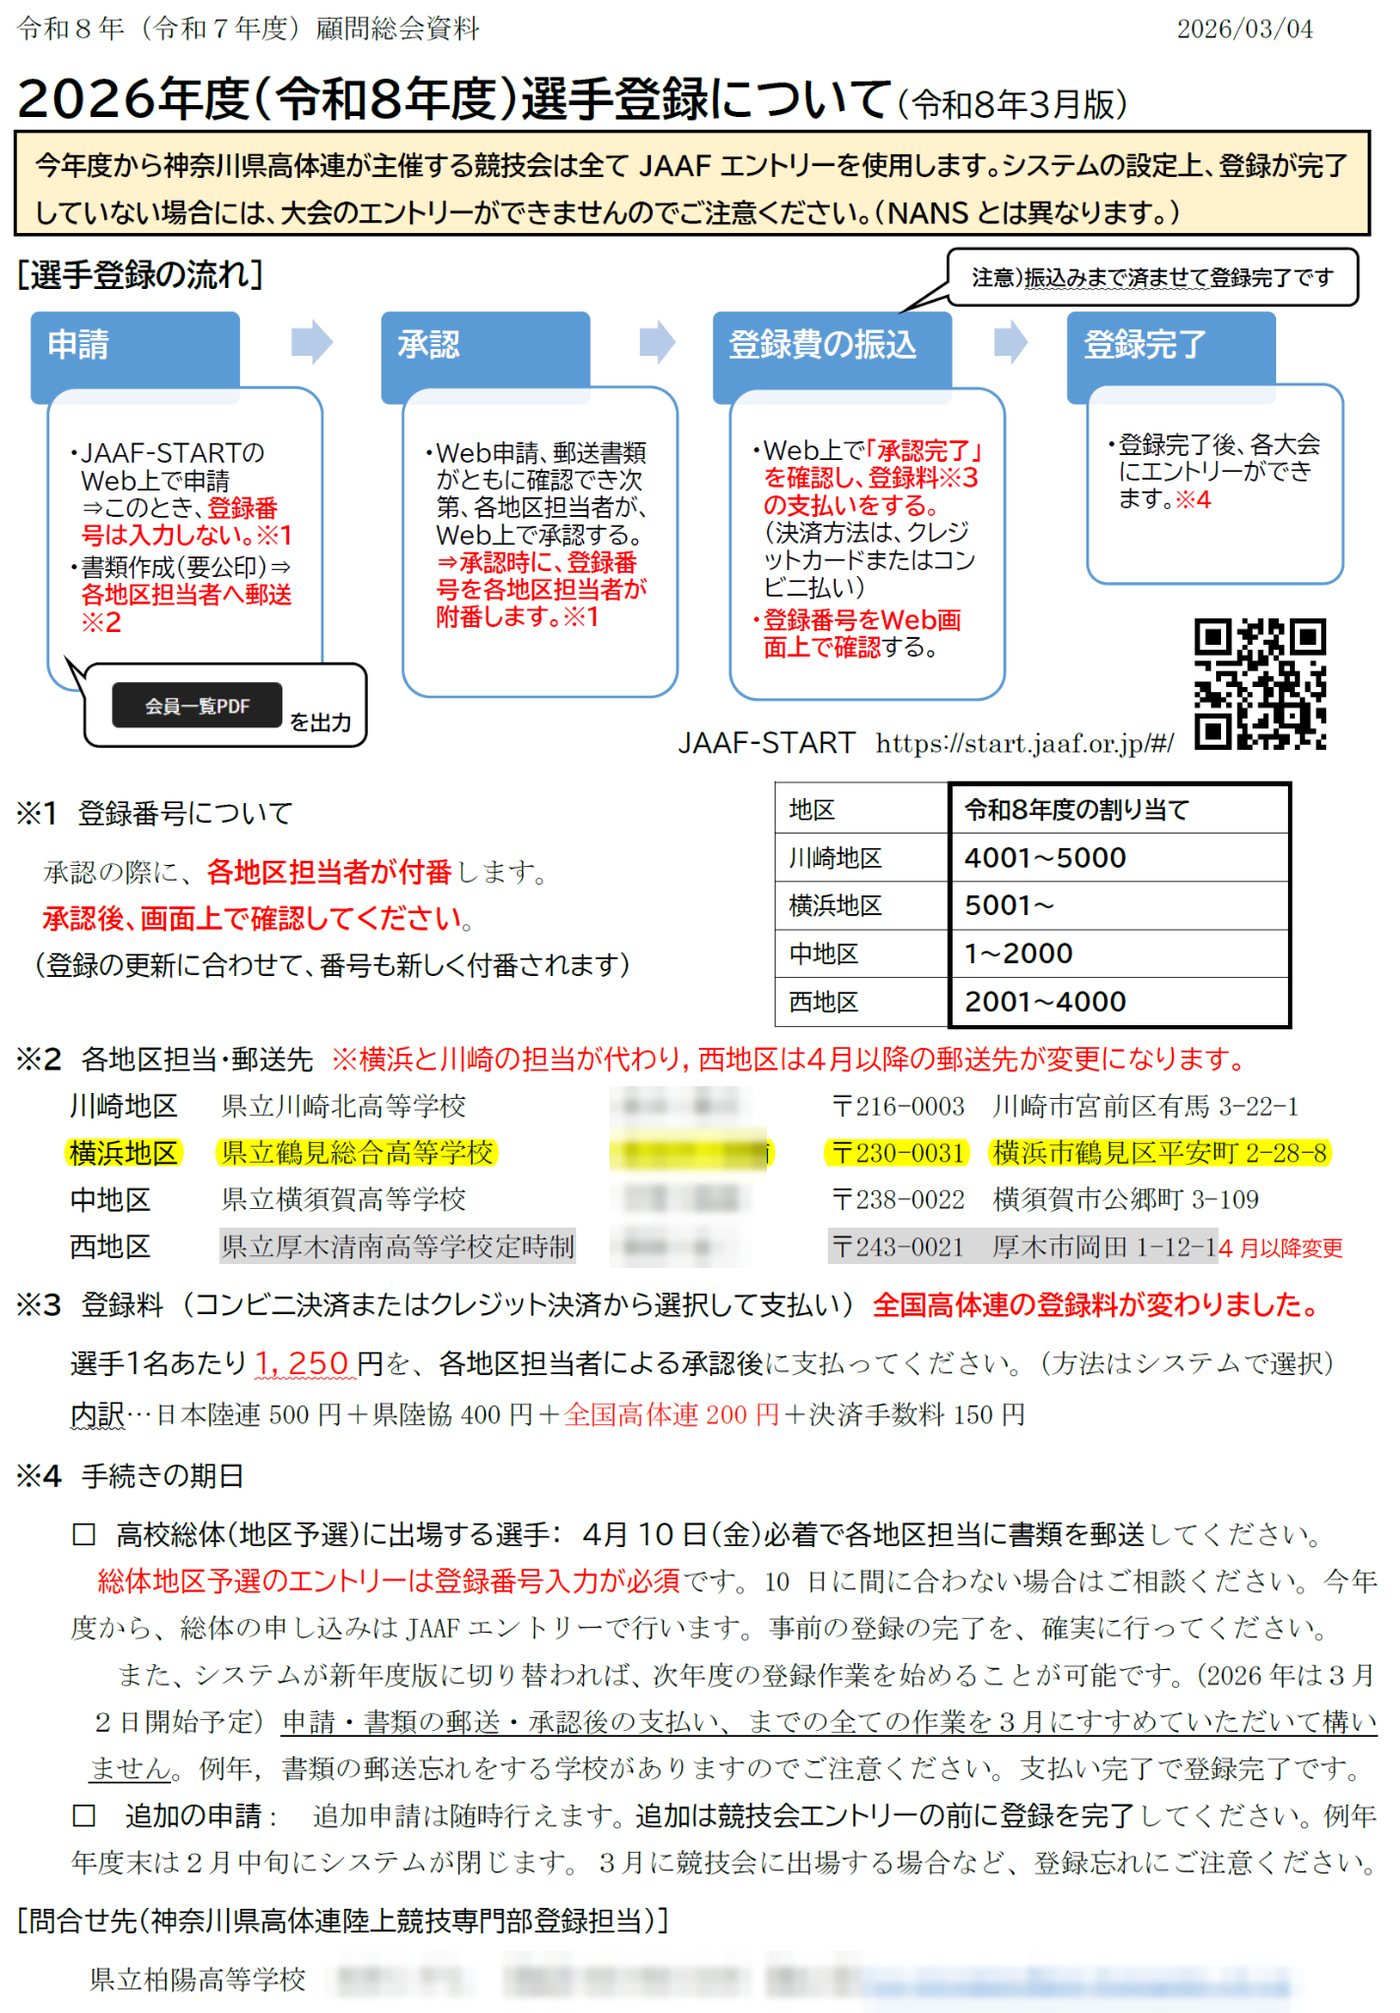 令和８年（令和７年度）顧問総会資料
2026/03/04
2026年度（令和8年度）選手登録について（令和8年3月版）
今年度から神奈川県高体連が主催する競技会は全て JAAF エントリーを使用します。システムの設定上、登録が完了
していない場合には、大会のエントリーができませんのでご注意ください。（NANS とは異なります。）
［選手登録の流れ］
注意）振込みまで済ませて登録完了です
申請
・JAAF-STARTの
Web上で申請
⇒このとき、登録番
号は入力しない。※1
・書類作成（要公印）⇒
各地区担当者へ郵送
※2
会員一覧PDF を出力
承認
・Web申請、郵送書類
がともに確認でき次
第、各地区担当者が、
Web上で承認する。
⇒承認時に、登録番
号を各地区担当者が
附番します。※1
登録費の振込
・Web上で「承認完了」
を確認し、登録料※3
の支払いをする。
（決済方法は、クレジ
ットカードまたはコン
ビニ払い）
・登録番号をWeb画
面上で確認する。
登録完了
・登録完了後、各大会
にエントリーができ
ます。※4
JAAF-START https://start.jaaf.or.jp/#/
※1 登録番号について
承認の際に、各地区担当者が付番します。
承認後、画面上で確認してください。
（登録の更新に合わせて、番号も新しく付番されます）
地区 令和8年度の割り当て
川崎地区 4001～5000
横浜地区 5001～
中地区 1～2000
西地区 2001～4000
※2 各地区担当・郵送先 ※横浜と川崎の担当が代わり，西地区は4月以降の郵送先が変更になります。
川崎地区 県立川崎北高等学校 〒216-0003 川崎市宮前区有馬 3-22-1
横浜地区 県立鶴見総合高等学校 〒230-0031 横浜市鶴見区平安町 2-28-8
中地区 県立横須賀高等学校 〒238-0022 横須賀市公郷町 3-109
西地区 県立厚木清南高等学校定時制 〒243-0021 厚木市岡田 1-12-1 4 月以降変更
※3 登録料 （コンビニ決済またはクレジット決済から選択して支払い） 全国高体連の登録料が変わりました。
選手1名あたり 1，250 円を、各地区担当者による承認後に支払ってください。（方法はシステムで選択）
内訳…日本陸連 500 円＋県陸協 400 円＋全国高体連 200 円＋決済手数料 150 円
※4 手続きの期日
□ 高校総体（地区予選）に出場する選手： 4月 10 日（金）必着で各地区担当に書類を郵送してください。
総体地区予選のエントリーは登録番号入力が必須です。10 日に間に合わない場合はご相談ください。今年
度から、総体の申し込みは JAAF エントリーで行います。事前の登録の完了を、確実に行ってください。
また、システムが新年度版に切り替われば、次年度の登録作業を始めることが可能です。（2026 年は３月
２日開始予定）申請・書類の郵送・承認後の支払い、までの全ての作業を３月にすすめていただいて構い
ません。例年，書類の郵送忘れをする学校がありますのでご注意ください。支払い完了で登録完了です。
□ 追加の申請： 追加申請は随時行えます。追加は競技会エントリーの前に登録を完了してください。例年
年度末は２月中旬にシステムが閉じます。３月に競技会に出場する場合など、登録忘れにご注意ください。
［問合せ先（神奈川県高体連陸上競技専門部登録担当）］
県立柏陽高等学校